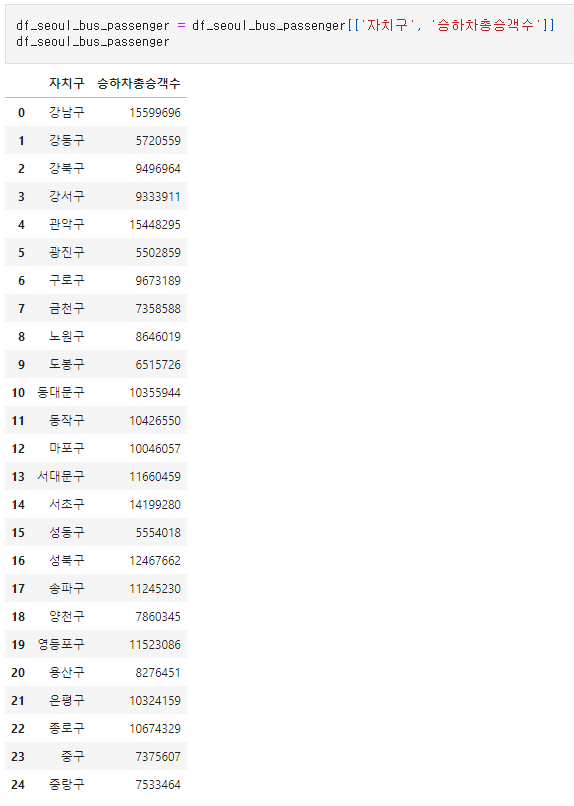 df_seoul_bus_passenger = df_seoul_bus_passenger[['자치구', '승하차총승객수']]
df_seoul_bus_passenger
자치구 승하차총승객수
0 강남구 15599696
1 강동구 5720559
2 강북구 9496964
3 강서구 9333911
4 관악구 15448295
5 광진구 5502859
6 구로구 9673189
7 금천구 7358588
8 노원구 8646019
9 도봉구 6515726
10 동대문구 10355944
11 동작구 10426550
12 마포구 10046057
13 서대문구 11660459
14 서초구 14199280
15 성동구 5554018
16 성북구 12467662
17 송파구 11245230
18 양천구 7860345
19 영등포구 11523086
20 용산구 8276451
21 은평구 10324159
22 종로구 10674329
23 중구 7375607
24 중랑구 7533464